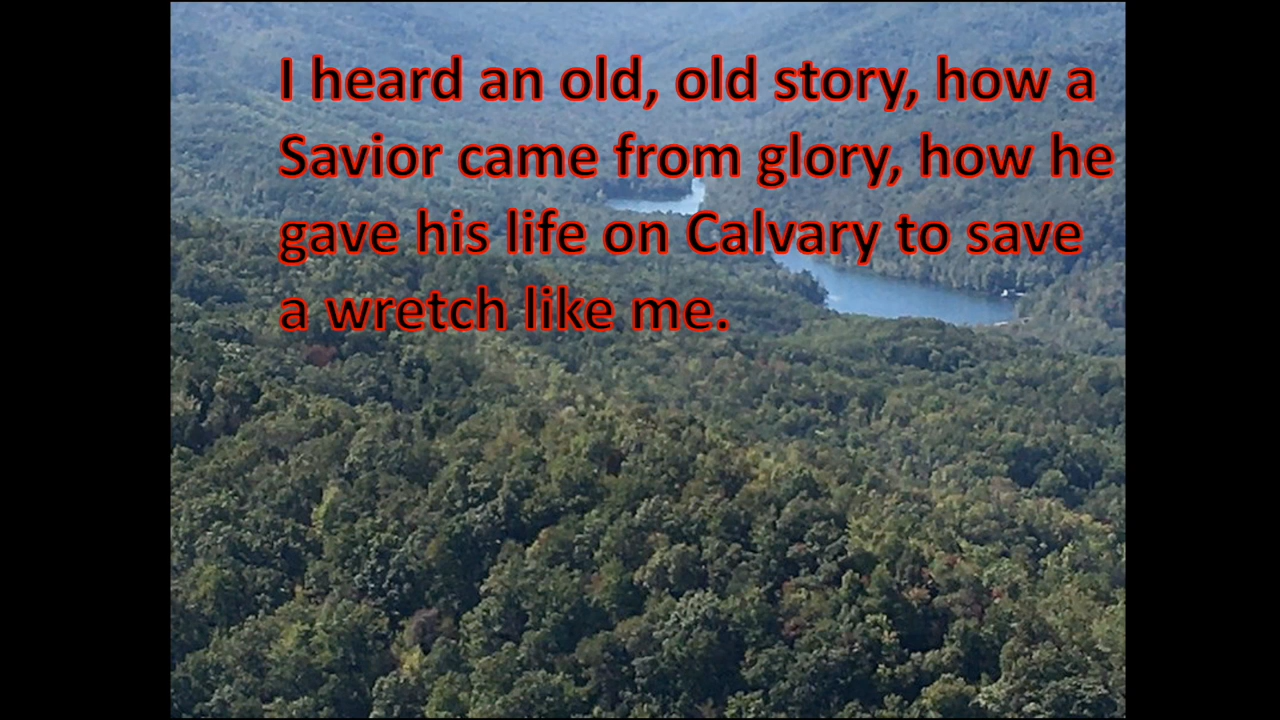 I heard an old, old story, how a
Savior came from glory, how he
gave his life on Calvary to save
a wretch like me.